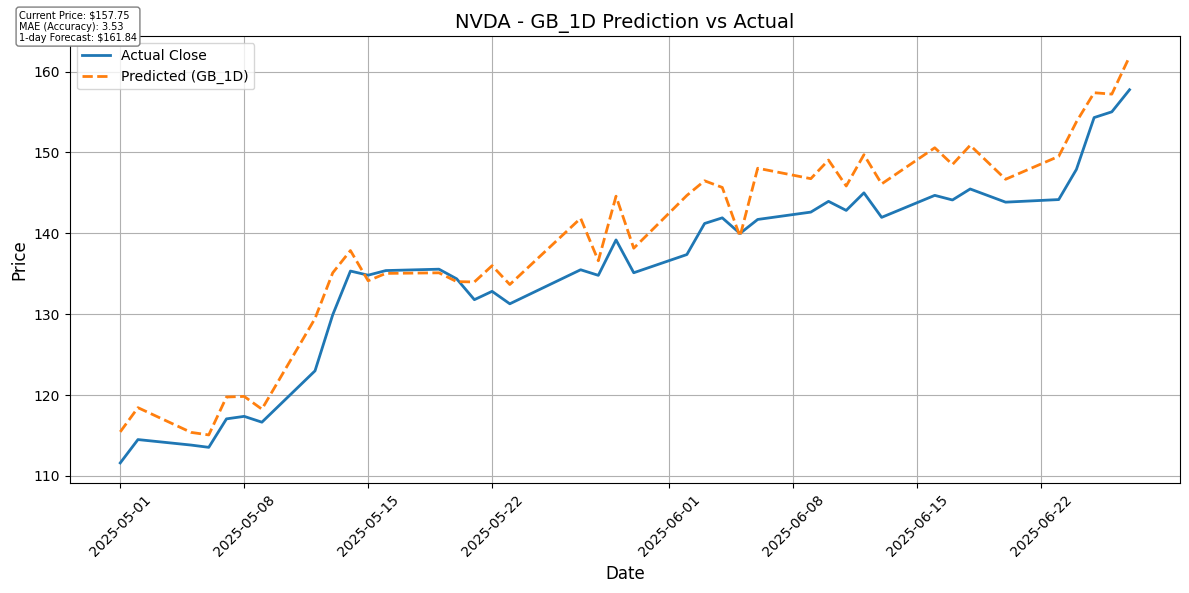 NVDA - GB_1D Prediction vs Actual
Current Price: $157.75
MAE (Accuracy): 3.53
1-day Forecast: $161.84
Actual Close
Predicted (GB_1D)
Price
160
150
140
130
120
110
2025-05-01
2025-05-08
2025-05-15
2025-05-22
2025-06-01
2025-06-08
2025-06-15
2025-06-22
Date